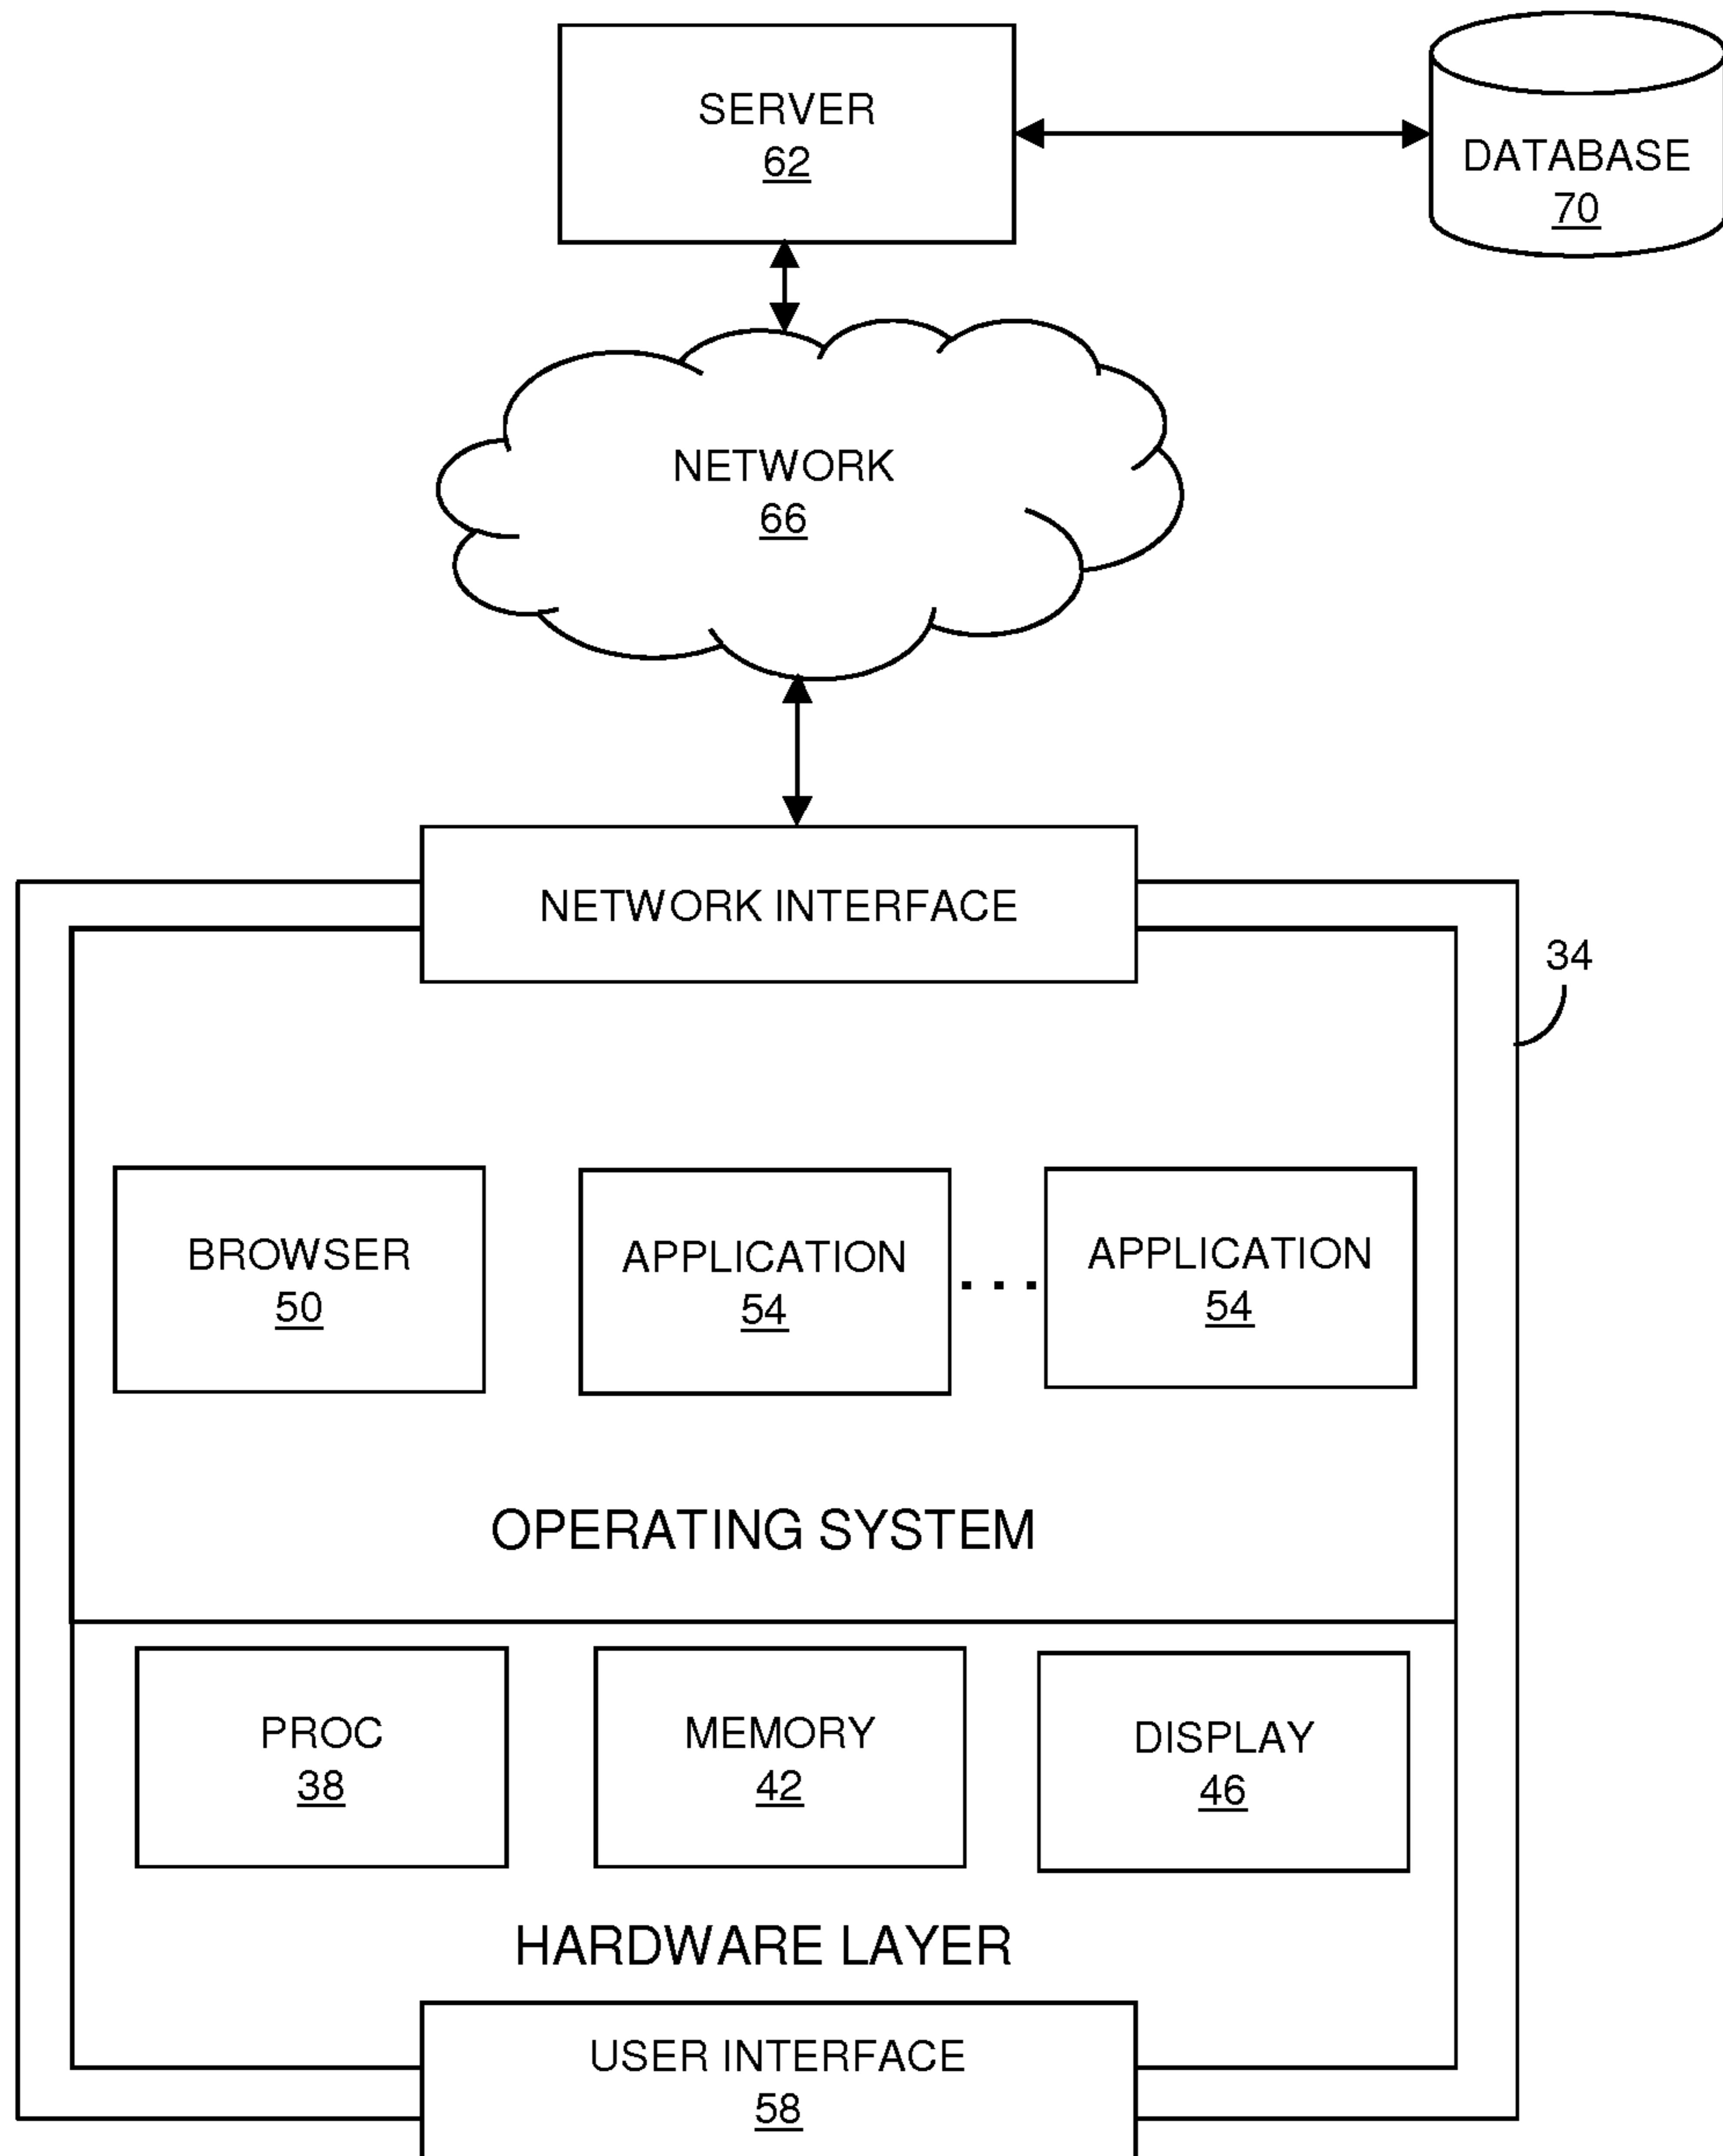 SERVER
62
DATABASE
70
NETWORK
66
NETWORK INTERFACE
34
BROWSER
50
APPLICATION
54
. . .
APPLICATION
54
OPERATING SYSTEM
PROC
38
MEMORY
42
DISPLAY
46
HARDWARE LAYER
USER INTERFACE
58